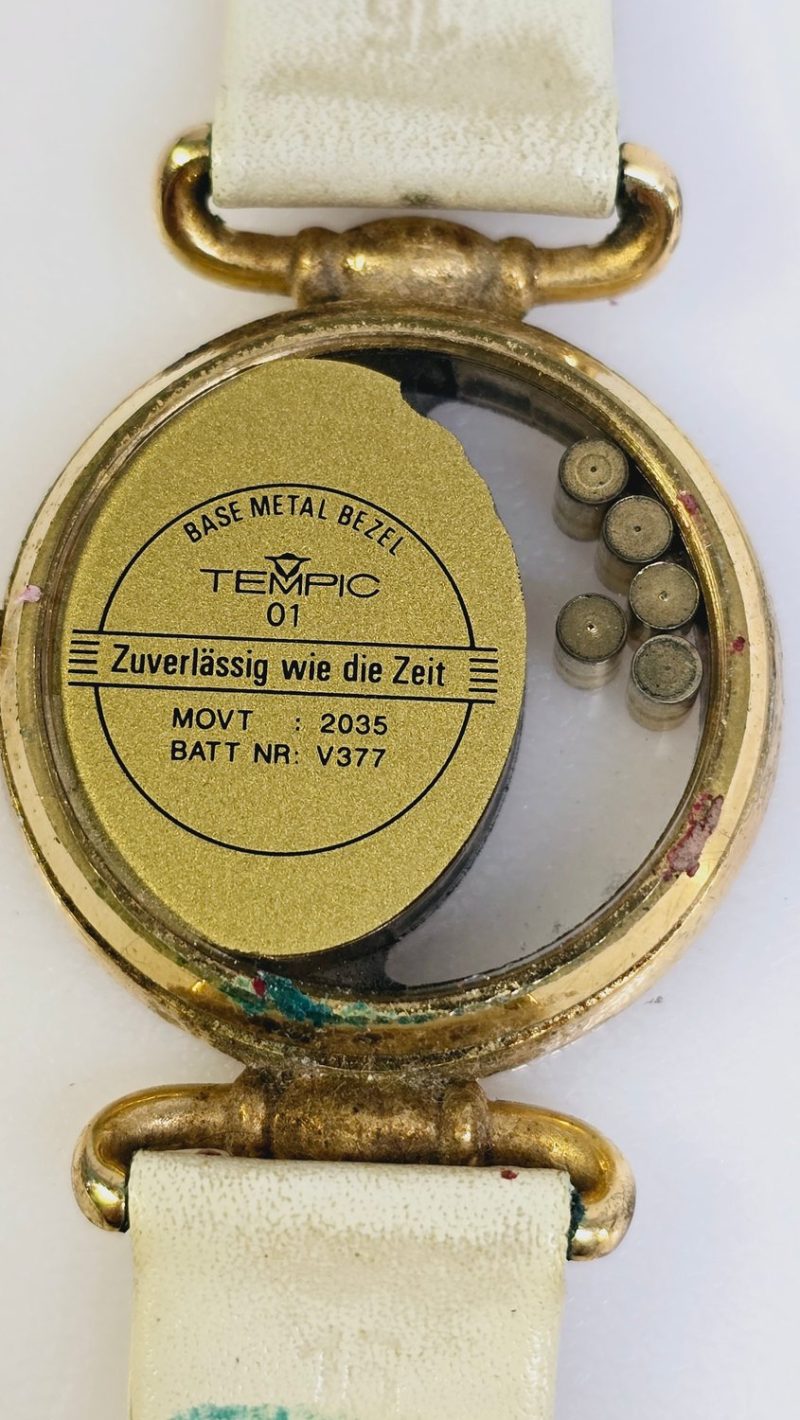 BASE METAL BEZEL
TEMPIC
01
Zuverlässig wie die Zeit
MOVT : 2035
BATT NR: V377